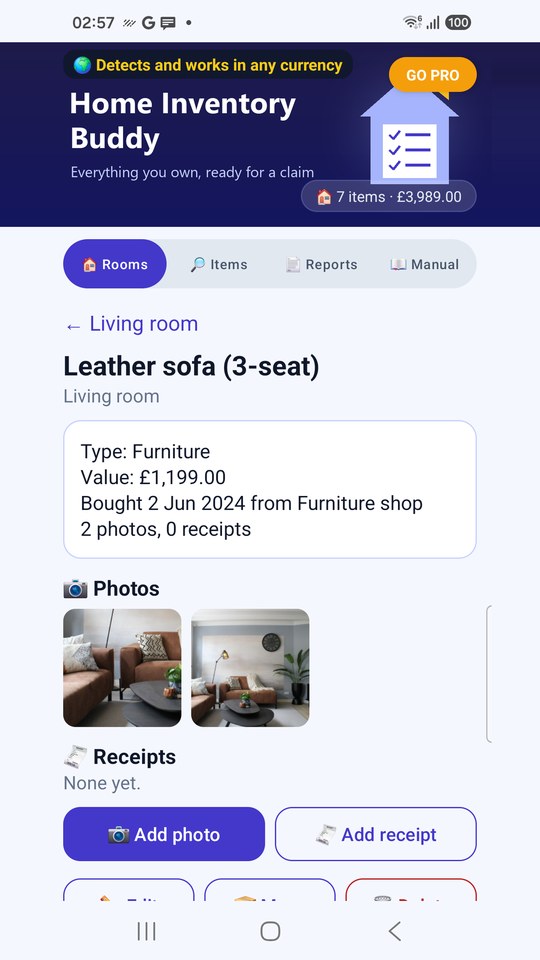 02:57
100
🌍 Detects and works in any currency
GO PRO
Home Inventory
Buddy
Everything you own, ready for a claim
🏠 7 items · £3,989.00
🏠 Rooms
🔎 Items
🧾 Reports
📖 Manual
← Living room
Leather sofa (3-seat)
Living room
Type: Furniture
Value: £1,199.00
Bought 2 Jun 2024 from Furniture shop
2 photos, 0 receipts
📷 Photos
🧾 Receipts
None yet.
📷 Add photo
🧾 Add receipt